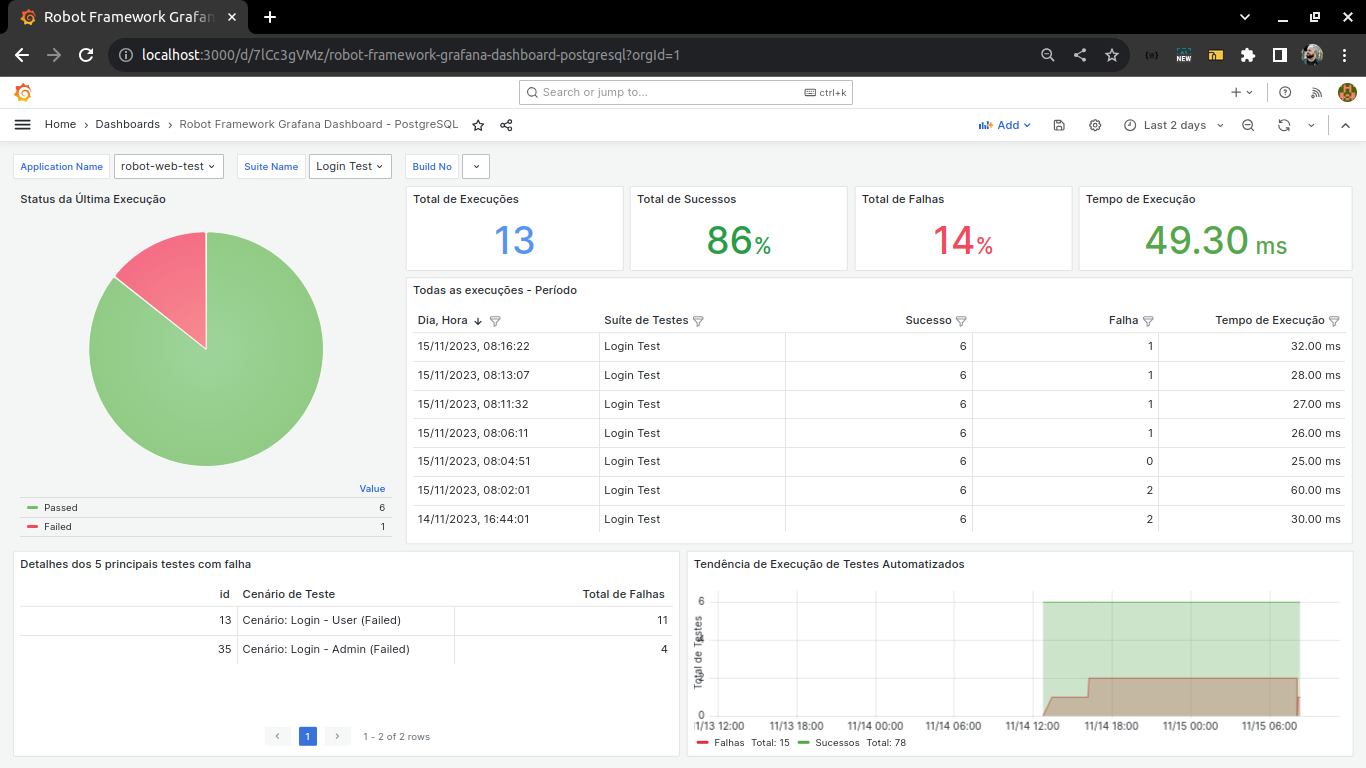 Robot Framework Grafan
localhost:3000/d/7lCc3gVMz/robot-framework-grafana-dashboard-postgresql?orgId=1
NEW
Search or jump to...
ctrl+k
Home
Dashboards
Robot Framework Grafana Dashboard - PostgreSQL
Add
Last 2 days
Application Name
robot-web-test
Suite Name
Login Test
Build No
Status da Última Execução
Value
Passed 6
Failed 1
Total de Execuções
13
Total de Sucessos
86%
Total de Falhas
14%
Tempo de Execução
49.30 ms
Todas as execuções - Período
Dia, Hora Suíte de Testes Sucesso Falha Tempo de Execução
15/11/2023, 08:16:22 Login Test 6 1 32.00 ms
15/11/2023, 08:13:07 Login Test 6 1 28.00 ms
15/11/2023, 08:11:32 Login Test 6 1 27.00 ms
15/11/2023, 08:06:11 Login Test 6 1 26.00 ms
15/11/2023, 08:04:51 Login Test 6 0 25.00 ms
15/11/2023, 08:02:01 Login Test 6 2 60.00 ms
14/11/2023, 16:44:01 Login Test 6 2 30.00 ms
Detalhes dos 5 principais testes com falha
id Cenário de Teste Total de Falhas
13 Cenário: Login - User (Failed) 11
35 Cenário: Login - Admin (Failed) 4
1
1 - 2 of 2 rows
Tendência de Execução de Testes Automatizados
Total de Testes
6
4
2
0
1/13 12:00 11/13 18:00 11/14 00:00 11/14 06:00 11/14 12:00 11/14 18:00 11/15 00:00 11/15 06:00
Falhas Total: 15 Sucessos Total: 78